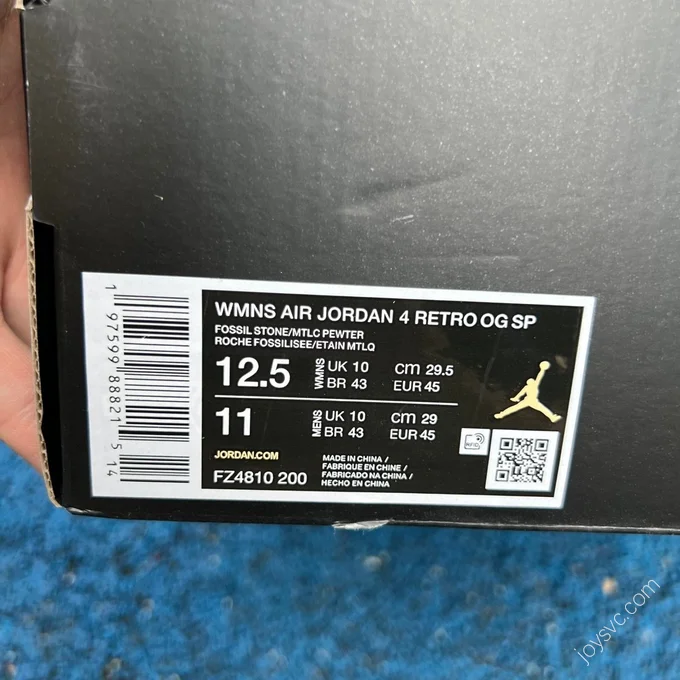 WMNS AIR JORDAN 4 RETRO OG SP
FOSSIL STONE/MTLC PEWTER
ROCHE FOSSILISEE/ETAIN MTLQ
12.5 WMNS UK 10 cm 29.5
BR 43 EUR 45
11 MENS UK 10 cm 29
BR 43 EUR 45
JORDAN.COM
FZ4810 200
MADE IN CHINA /
FABRIQUE EN CHINE /
FABRICADO NA CHINA /
HECHO EN CHINA
RFID
1 97599 88821 5 14
joysvc.com